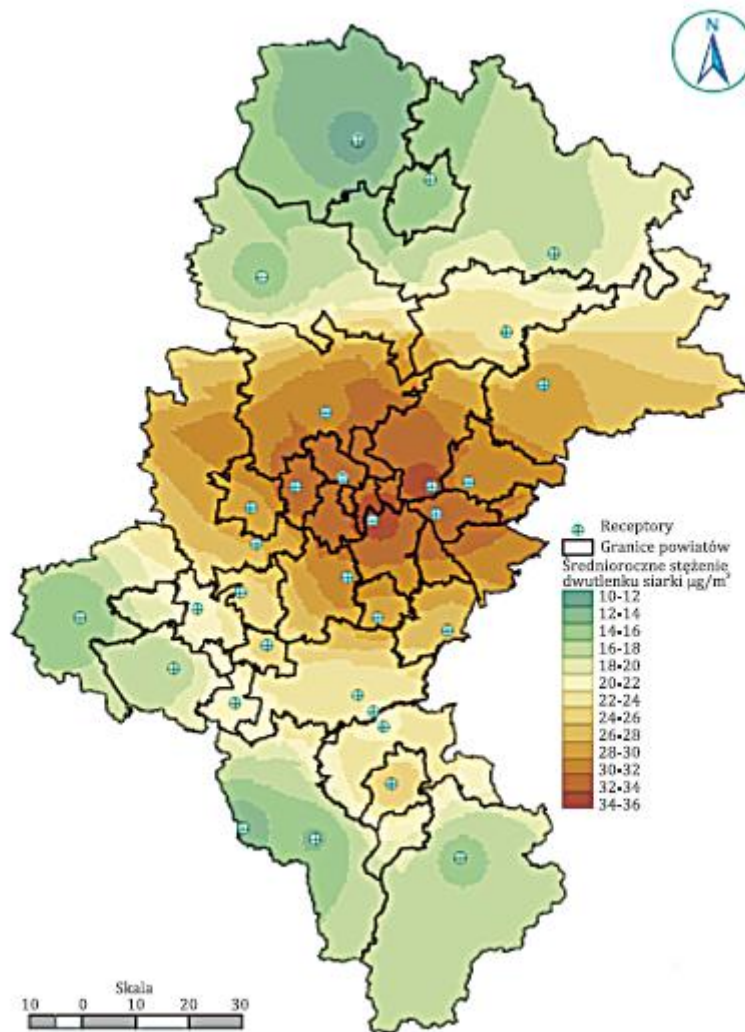 N
Receptory
Granice powiatów
Średnioroczne stężenie
dwutlenku siarki µg/m³
10-12
12-14
14-16
16-18
18-20
20-22
22-24
24-26
26-28
28-30
30-32
32-34
34-36
Skala
10 0 10 20 30